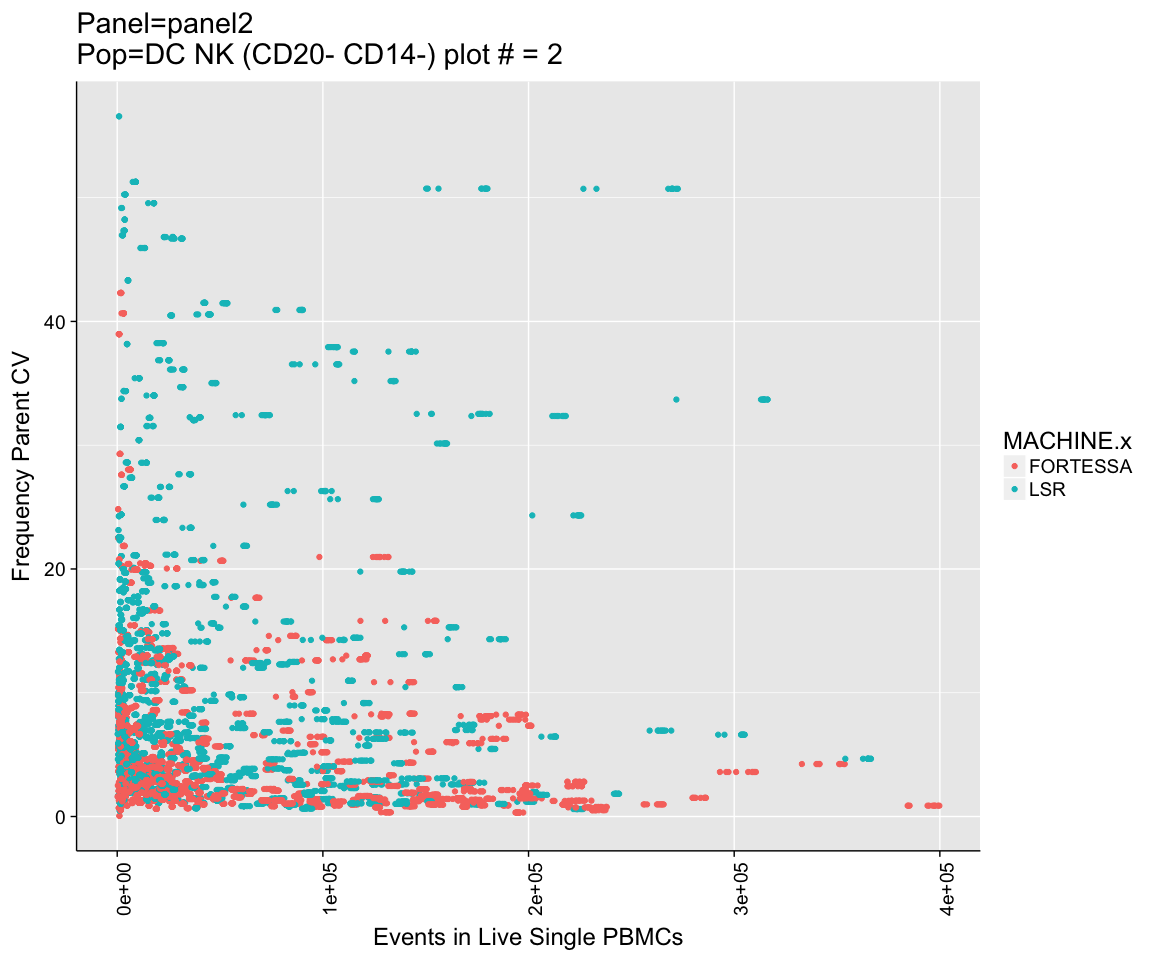 Panel=panel2
Pop=DC NK (CD20- CD14-) plot # = 2
Frequency Parent CV
40
20
0
0e+00
1e+05
2e+05
3e+05
4e+05
Events in Live Single PBMCs
MACHINE.x
FORTESSA
LSR